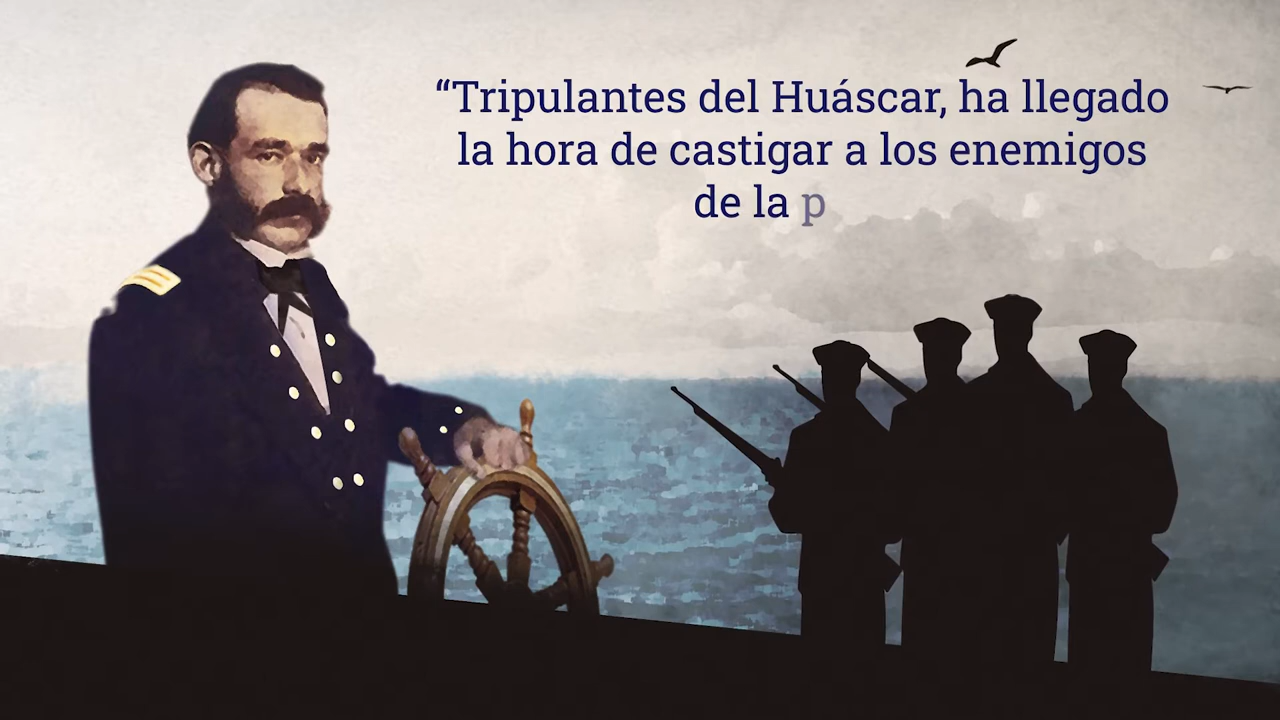 “Tripulantes del Huáscar, ha llegado
la hora de castigar a los enemigos
de la p